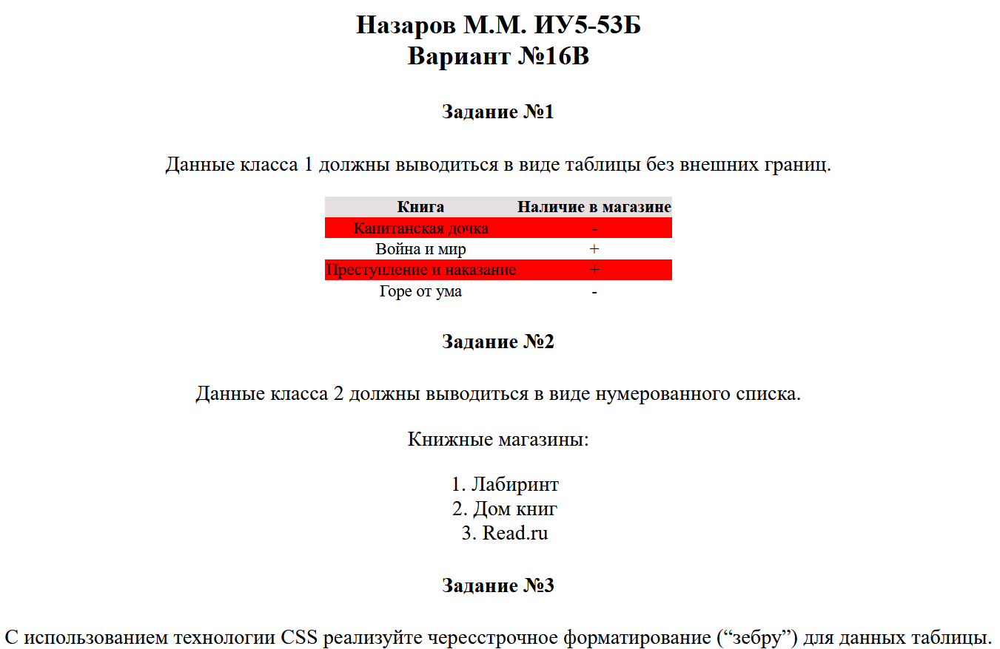 Назаров М.М. ИУ5-53Б
Вариант №16В
Задание №1
Данные класса 1 должны выводиться в виде таблицы без внешних границ.
Книга Наличие в магазине
Капитанская дочка -
Война и мир +
Преступление и наказание +
Горе от ума -
Задание №2
Данные класса 2 должны выводиться в виде нумерованного списка.
Книжные магазины:
1. Лабиринт
2. Дом книг
3. Read.ru
Задание №3
С использованием технологии CSS реализуйте чересстрочное форматирование (“зебру”) для данных таблицы.